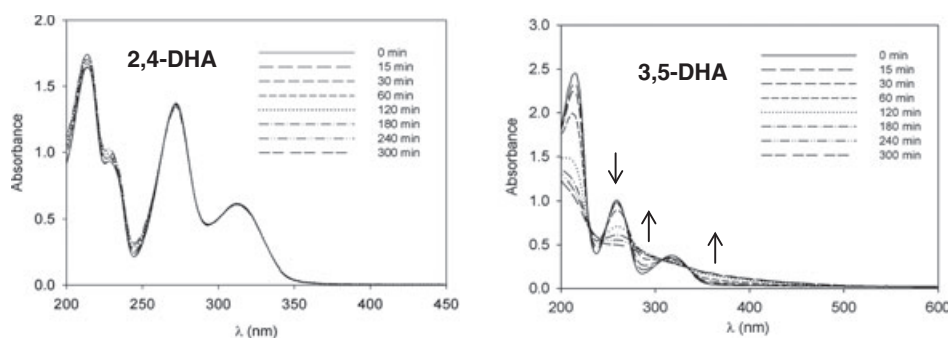 2.0
1.5
1.0
0.5
0.0
Absorbance
2,4-DHA
0 min
15 min
30 min
60 min
120 min
180 min
240 min
300 min
200
250
300
350
400
450
λ (nm)
3.0
2.5
2.0
1.5
1.0
0.5
0.0
Absorbance
3,5-DHA
0 min
15 min
30 min
60 min
120 min
180 min
240 min
300 min
200
300
400
500
600
λ (nm)